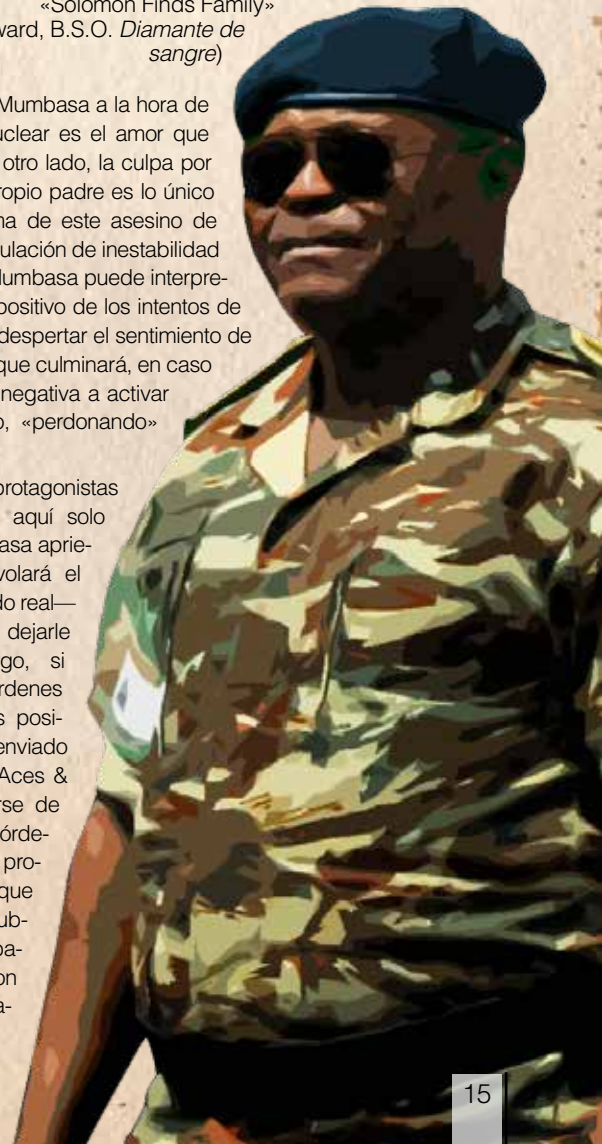 «Solomon Finds Family»
ward, B.S.O. Diamante de
sangre)
Mumbasa a la hora de
uclear es el amor que
otro lado, la culpa por
ropio padre es lo único
na de este asesino de
ulación de inestabilidad
Mumbasa puede interpre-
positivo de los intentos de
despertar el sentimiento de
que culminará, en caso
negativa a activar
o, «perdonando»
protagonistas
aquí solo
asa aprie-
volará el
do real—
dejarle
go, si
rdenes
s posi-
enviado
Aces &
rse de
órde-
pro-
que
ub-
ba-
on
a-
15